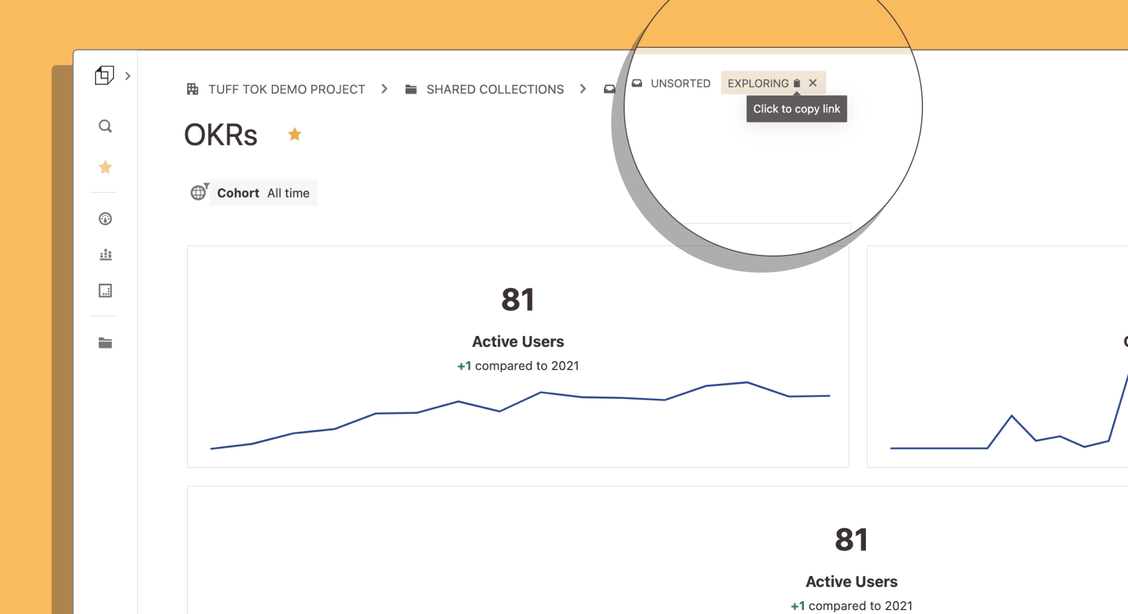 TUFF TOK DEMO PROJECT > SHARED COLLECTIONS > UNSORTED EXPLORING
Click to copy link
OKRs
Cohort All time
81
Active Users
+1 compared to 2021
81
Active Users
+1 compared to 2021